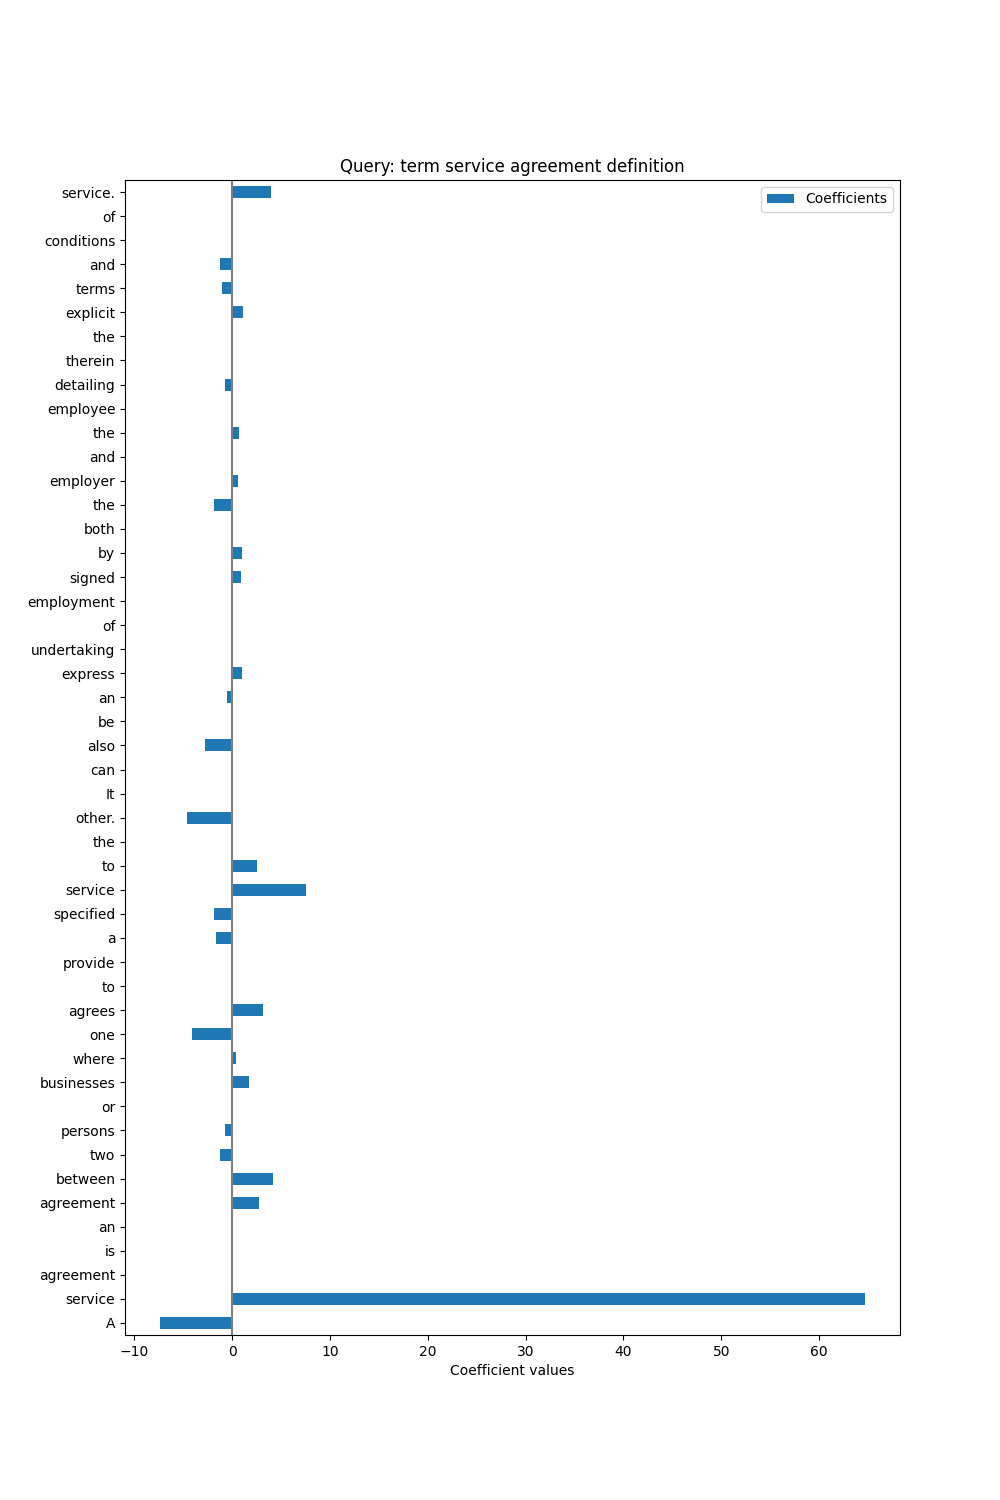 Query: term service agreement definition
Coefficients
service.
of
conditions
and
terms
explicit
the
therein
detailing
employee
the
and
employer
the
both
by
signed
employment
of
undertaking
express
an
be
also
can
It
other.
the
to
service
specified
a
provide
to
agrees
one
where
businesses
or
persons
two
between
agreement
an
is
agreement
service
A
−10 0 10 20 30 40 50 60
Coefficient values